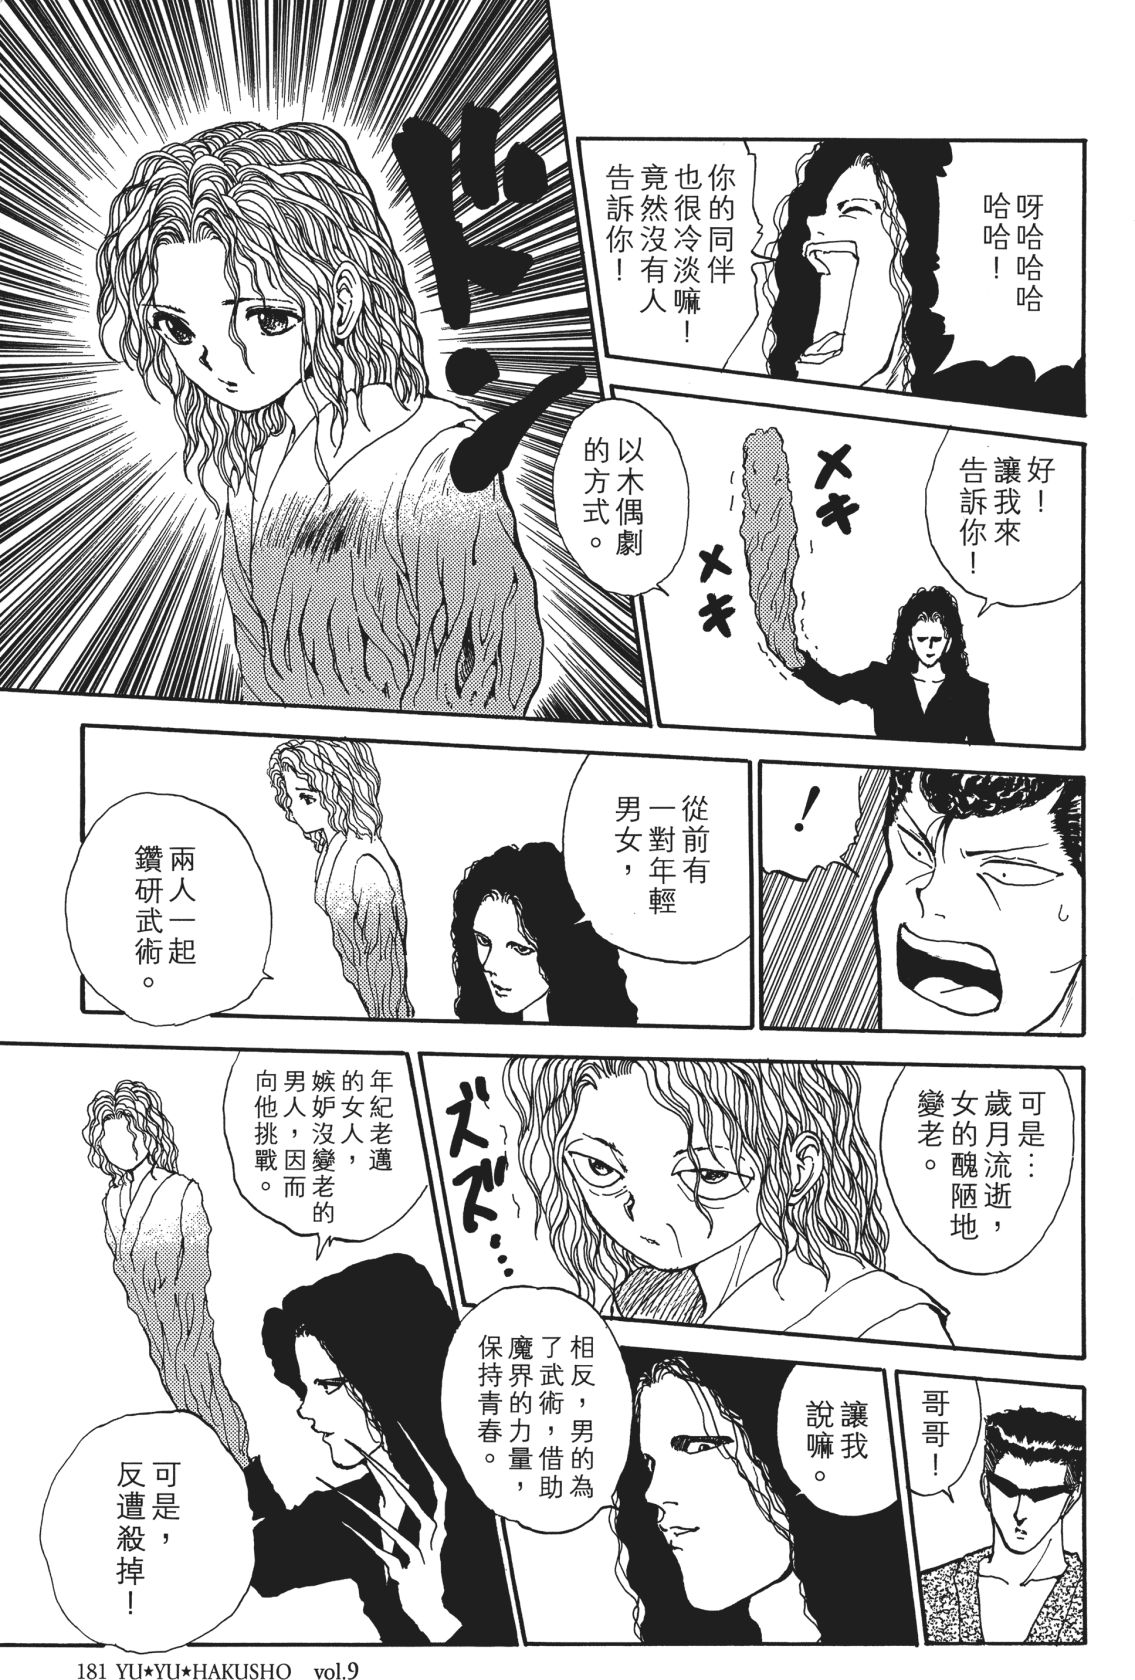 呀哈哈哈
哈哈！
你的同伴
也很冷淡嘛！
竟然沒有人
告訴你！
好！
讓我來
告訴你！
メキ
メキ
以木偶劇
的方式。
ドン
！
從前有
一對年輕
男女，
兩人一起
鑽研武術。
可是…
歲月流逝，
女的醜陋地
變老。
ズズ…
哥哥！
讓我
說嘛。
相反，男的為
了武術，借助
魔界的力量，
保持青春。
年紀老邁
的女人，
嫉妒沒變老的
男人，因而
向他挑戰。
可是，
反遭殺掉！
181 YU★YU★HAKUSHO vol.9